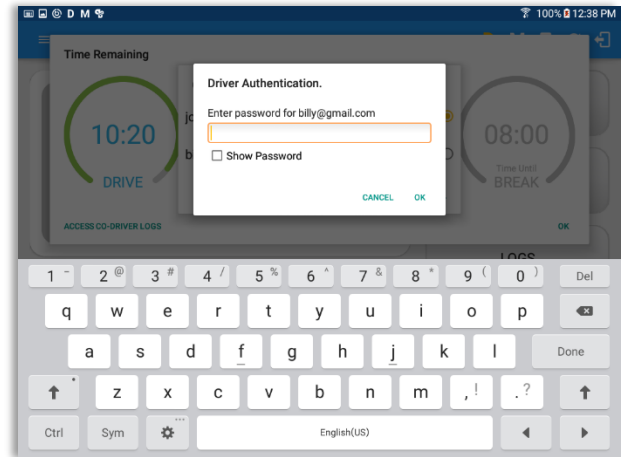 D M 100% 12:38 PM
Time Remaining
Driver Authentication.
Enter password for billy@gmail.com
jo
10:20
08:00
Show Password
b
Time Until
DRIVE
BREAK
CANCEL OK
ACCESS CO-DRIVER LOGS
OK
LOGS
1 - 2 @ 3 # 4 / 5 % 6 ^ 7 & 8 * 9 ( 0 ) Del
q w e r t y u i o p
a s d f g h j k l Done
z x c v b n m , ! . ?
Ctrl Sym English(US)